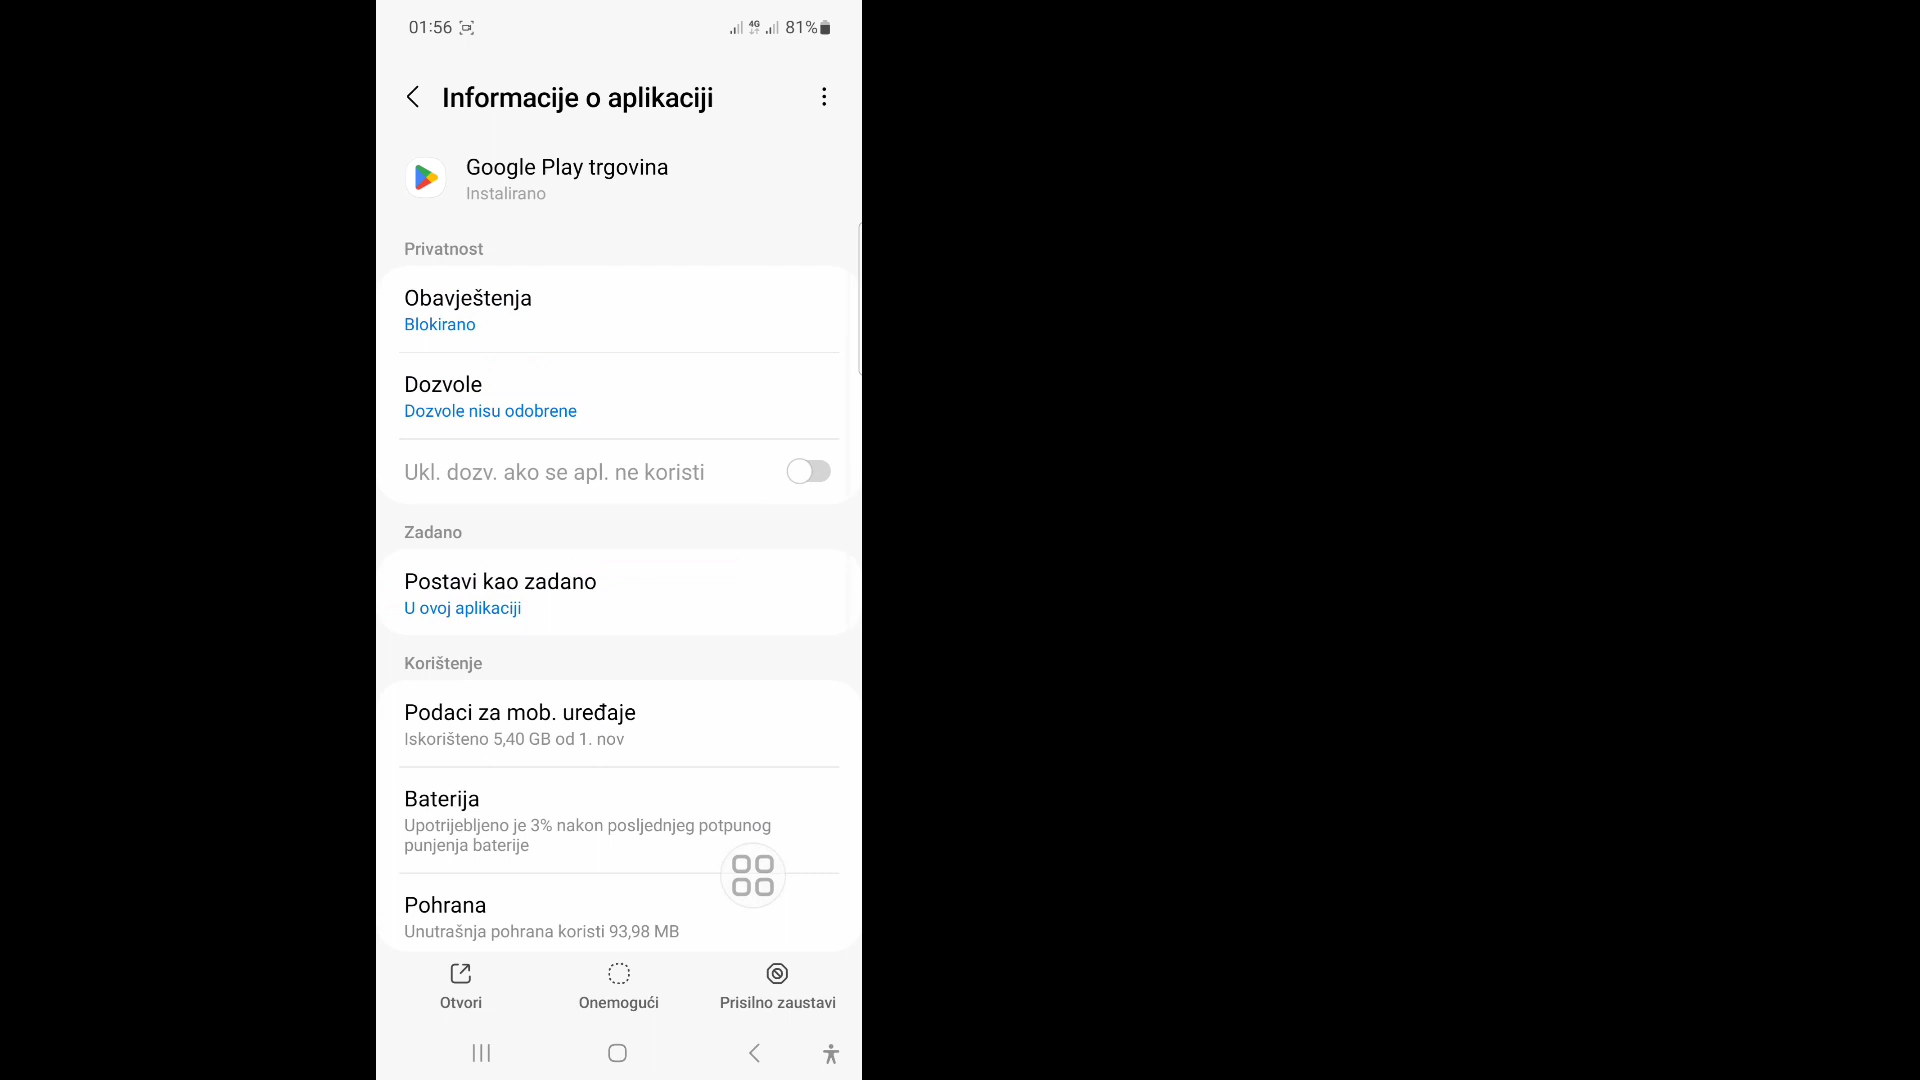 01:56
4G 81%
Informacije o aplikaciji
Google Play trgovina
Instalirano
Privatnost
Obavještenja
Blokirano
Dozvole
Dozvole nisu odobrene
Ukl. dozv. ako se apl. ne koristi
Zadano
Postavi kao zadano
U ovoj aplikaciji
Korištenje
Podaci za mob. uređaje
Iskorišteno 5,40 GB od 1. nov
Baterija
Upotrijebljeno je 3% nakon posljednjeg potpunog
punjenja baterije
Pohrana
Unutrašnja pohrana koristi 93,98 MB
Otvori
Onemogući
Prisilno zaustavi